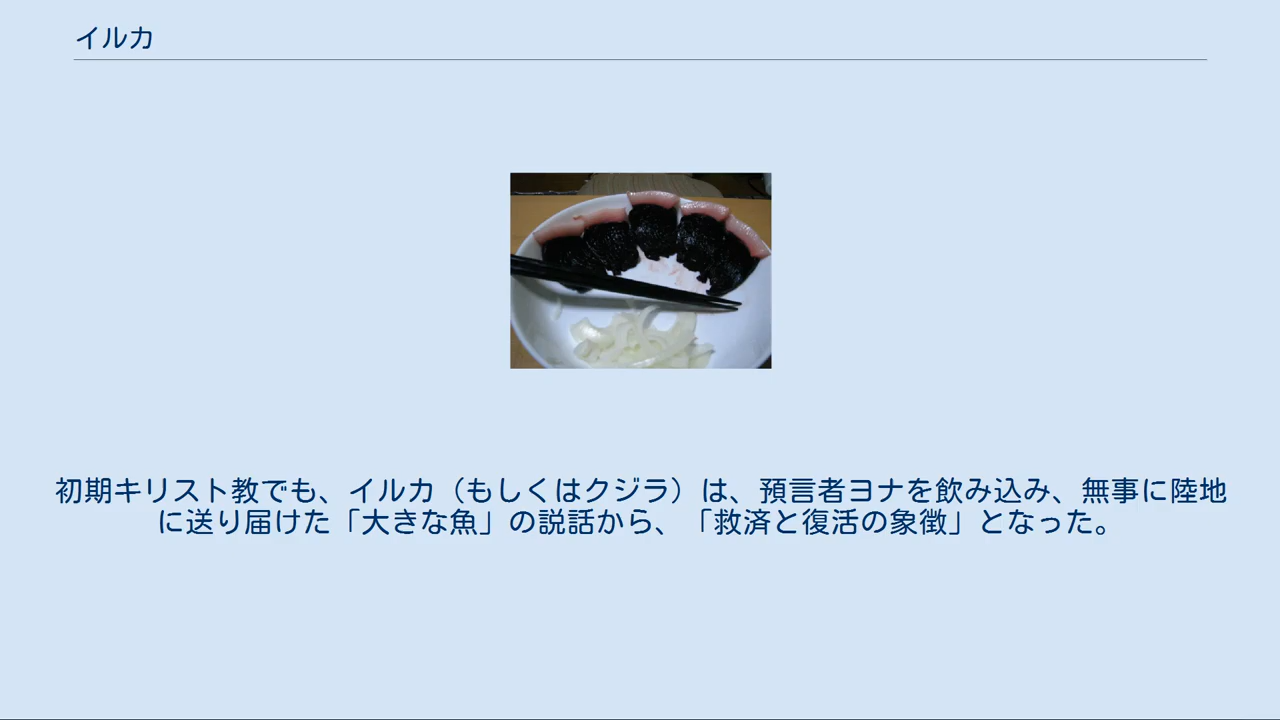 イルカ
初期キリスト教でも、イルカ（もしくはクジラ）は、預言者ヨナを飲み込み、無事に陸地
に送り届けた「大きな魚」の説話から、「救済と復活の象徴」となった。